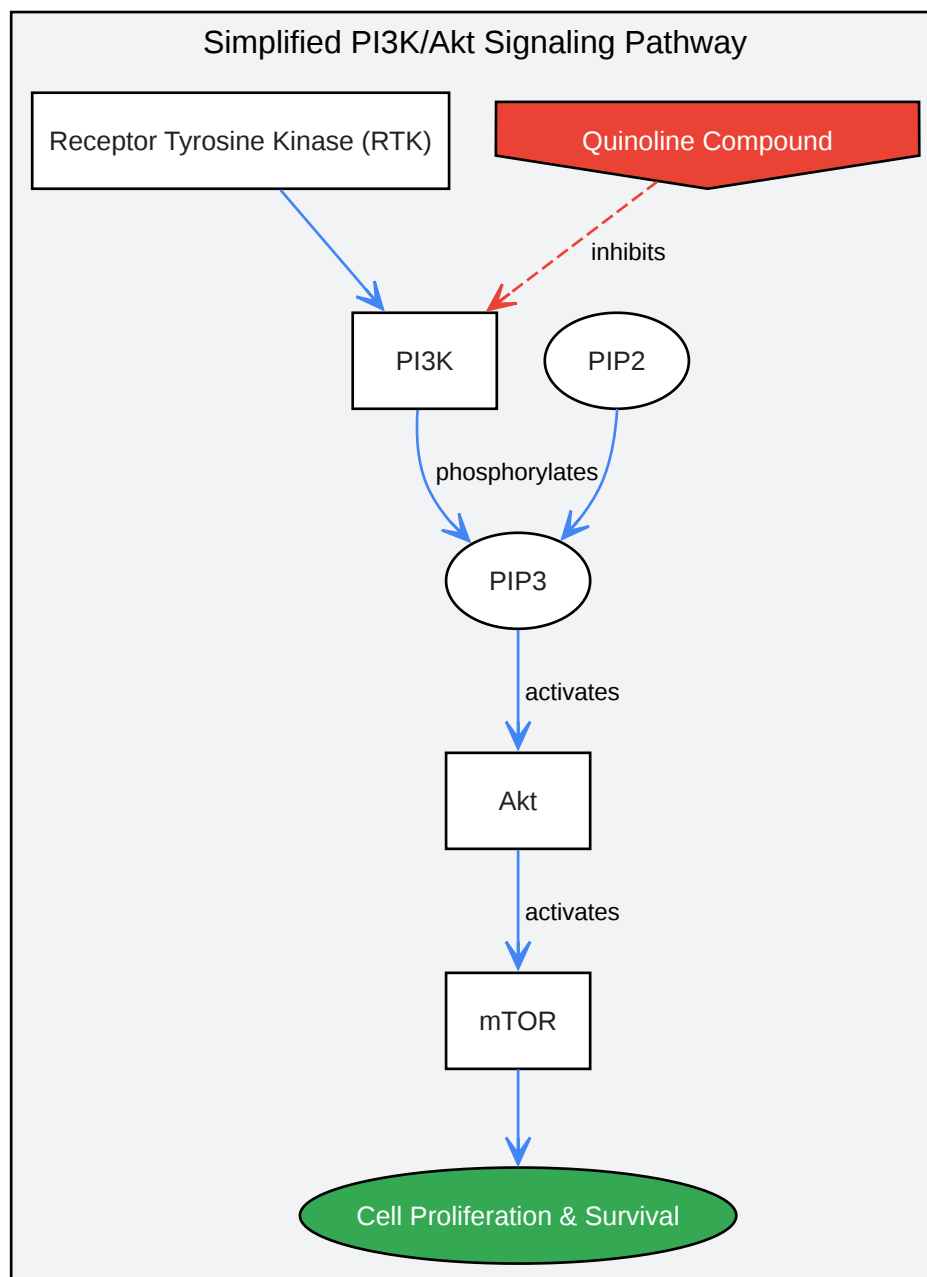 Simplified PI3K/Akt Signaling Pathway
Receptor Tyrosine Kinase (RTK)
Quinoline Compound
inhibits
PI3K
PIP2
phosphorylates
PIP3
activates
Akt
activates
mTOR
Cell Proliferation & Survival